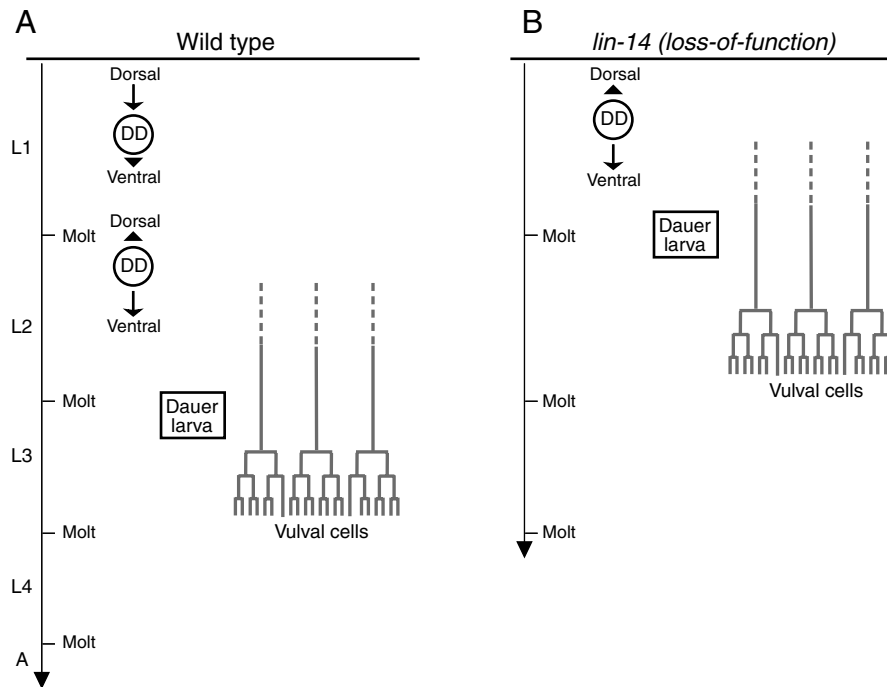 A
Wild type
Dorsal
DD
Ventral
L1
Molt
Dorsal
DD
Ventral
L2
Molt
Dauer
larva
L3
Vulval cells
Molt
L4
Molt
A
B
lin-14 (loss-of-function)
Dorsal
DD
Ventral
Dauer
larva
Molt
Vulval cells
Molt
Molt